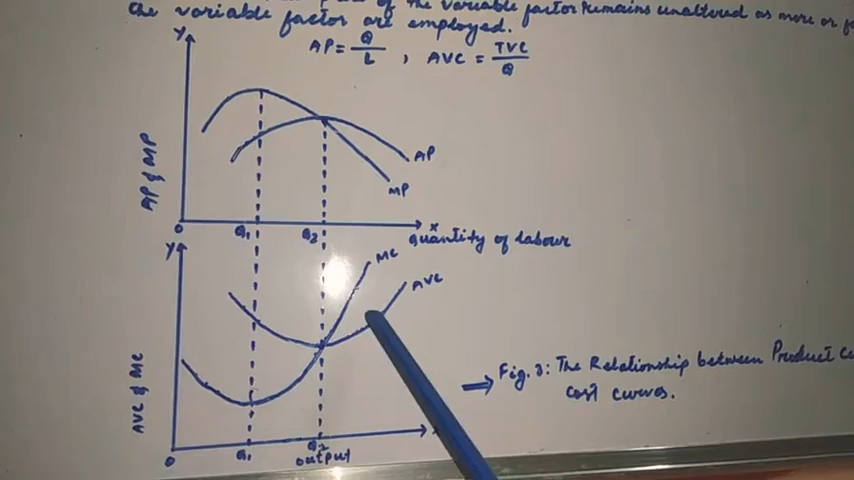 the variable factor remains unaltered as more or
the variable factor are employed.
AP = Q/L , AVC = TVC/Q
Y
AP & MP
AP
MP
O Q1 Q2 X
Quantity of labour
Y
MC
AVC
AVC & MC
⇒ Fig. 3: The Relationship between Product
cost curves.
O Q1 Q2
output